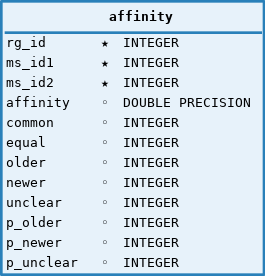 affinity
rg_id ★ INTEGER
ms_id1 ★ INTEGER
ms_id2 ★ INTEGER
affinity ◦ DOUBLE PRECISION
common ◦ INTEGER
equal ◦ INTEGER
older ◦ INTEGER
newer ◦ INTEGER
unclear ◦ INTEGER
p_older ◦ INTEGER
p_newer ◦ INTEGER
p_unclear ◦ INTEGER